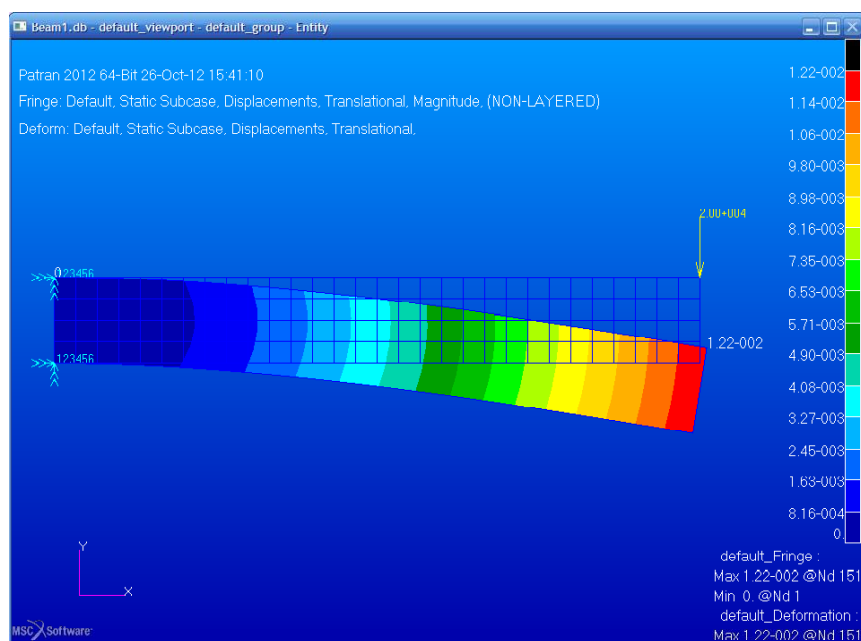 Beam1.db - default_viewport - default_group - Entity
Patran 2012 64-Bit 26-Oct-12 15:41:10
Fringe: Default, Static Subcase, Displacements, Translational, Magnitude, (NON-LAYERED)
Deform: Default, Static Subcase, Displacements, Translational,
1.22-002
1.14-002
1.06-002
9.80-003
8.98-003
8.16-003
7.35-003
6.53-003
5.71-003
4.90-003
4.08-003
3.27-003
2.45-003
1.63-003
8.16-004
0.
2.00+004
0123456
123456
1.22-002
Y
X
default_Fringe :
Max 1.22-002 @Nd 151
Min 0. @Nd 1
default_Deformation :
Max 1.22-002 @Nd 151
MSC Software